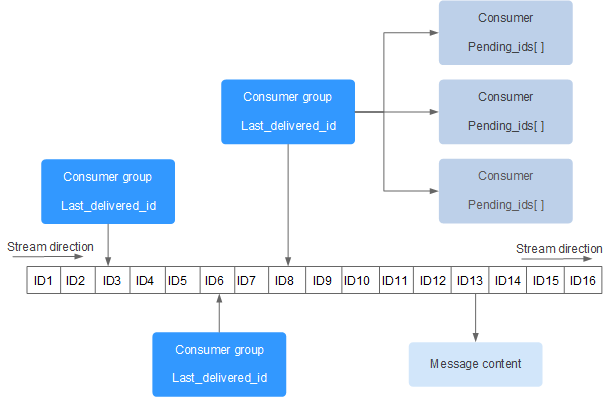 Consumer
Pending_ids[ ]
Consumer group
Last_delivered_id
Consumer
Pending_ids[ ]
Consumer group
Last_delivered_id
Consumer
Pending_ids[ ]
Stream direction
Stream direction
ID1 ID2 ID3 ID4 ID5 ID6 ID7 ID8 ID9 ID10 ID11 ID12 ID13 ID14 ID15 ID16
Consumer group
Last_delivered_id
Message content